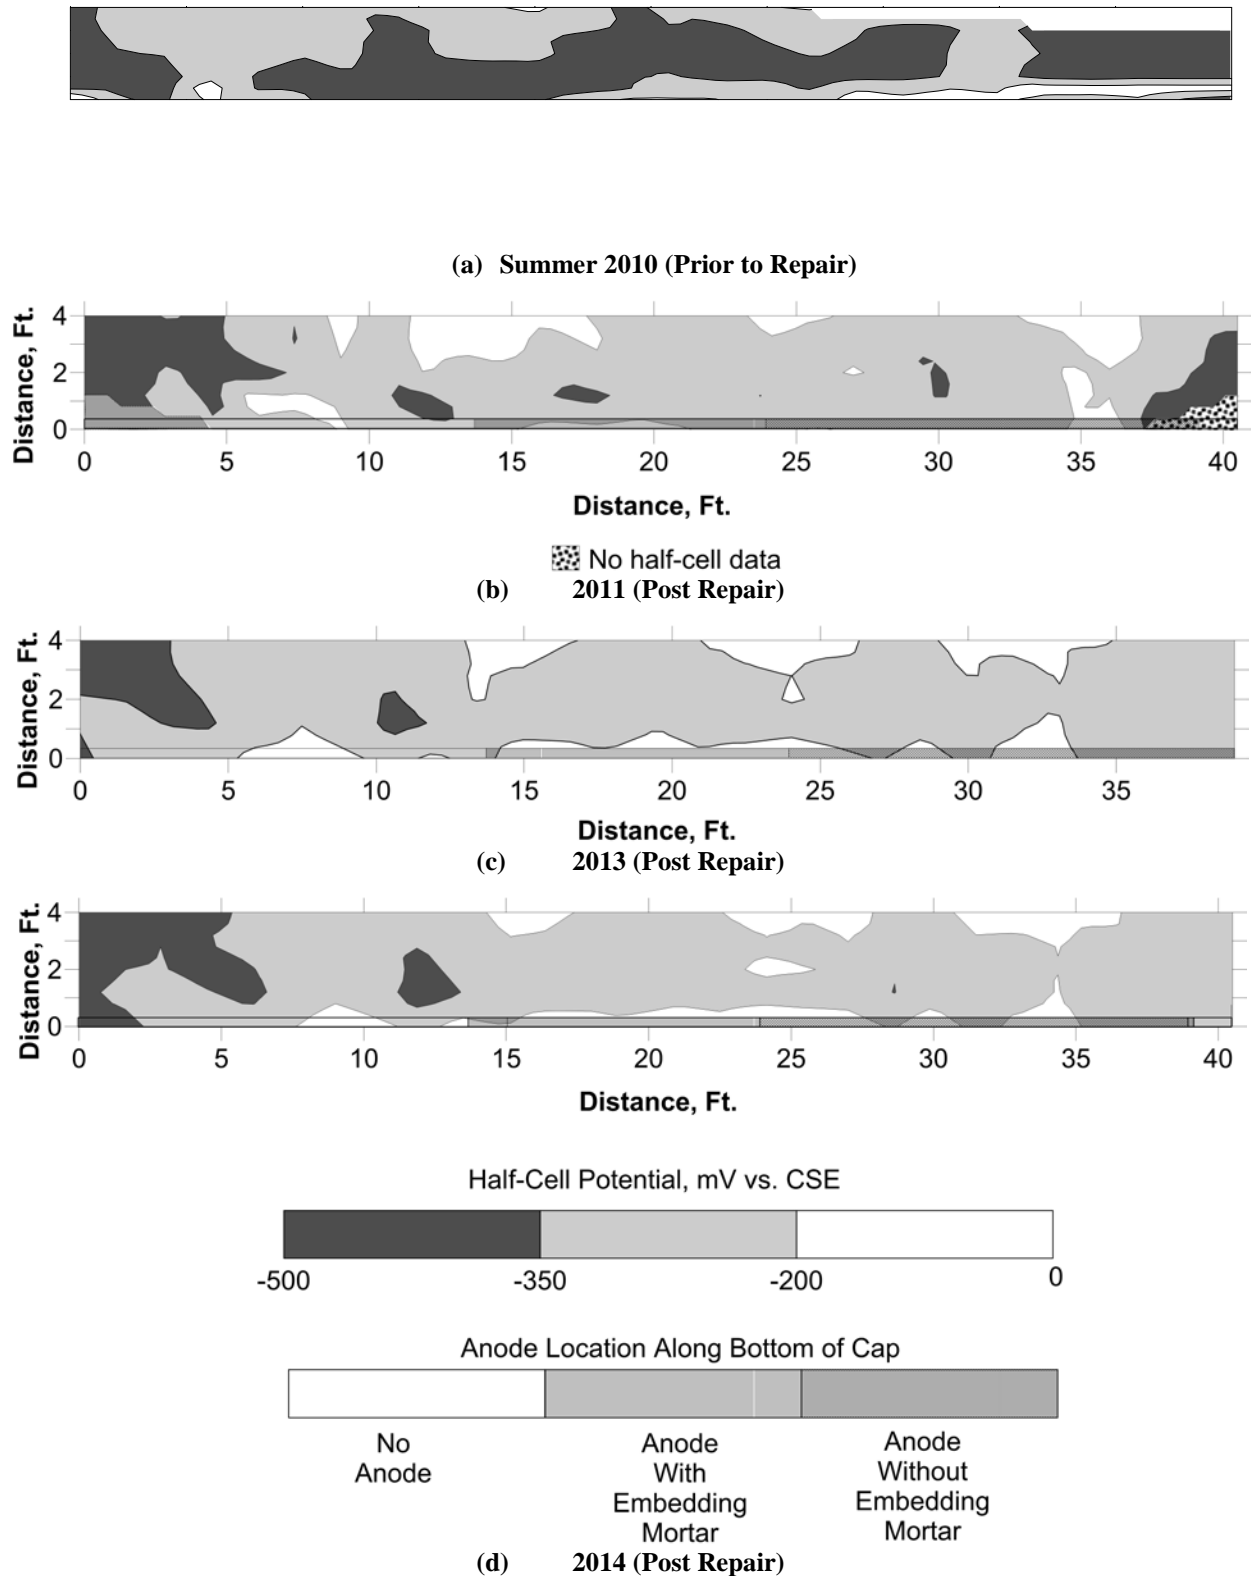 (a) Summer 2010 (Prior to Repair)
Distance, Ft.
4
2
0
0 5 10 15 20 25 30 35 40
Distance, Ft.
No half-cell data
(b) 2011 (Post Repair)
Distance, Ft.
4
2
0
0 5 10 15 20 25 30 35
Distance, Ft.
(c) 2013 (Post Repair)
Distance, Ft.
4
2
0
0 5 10 15 20 25 30 35 40
Distance, Ft.
Half-Cell Potential, mV vs. CSE
-500 -350 -200 0
Anode Location Along Bottom of Cap
No
Anode
Anode
With
Embedding
Mortar
Anode
Without
Embedding
Mortar
(d) 2014 (Post Repair)